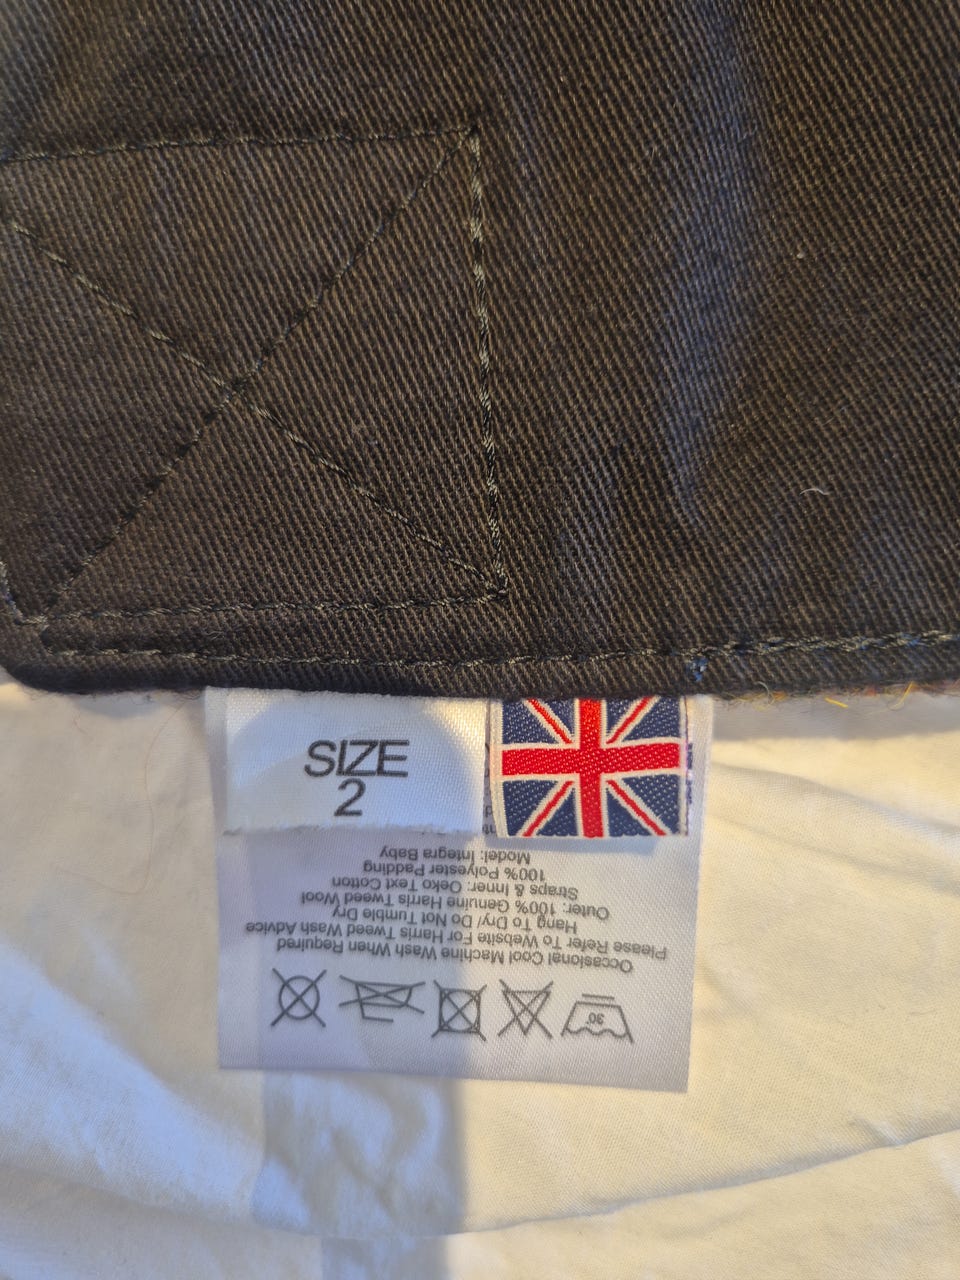 SIZE
2
30°
Occasional Cool Machine Wash When Required
Please Refer To Website For Harris Tweed Wash Advice
Hang To Dry/ Do Not Tumble Dry
Outer: 100% Genuine Harris Tweed Wool
Straps & Inner: Oeko Text Cotton
100% Polyester Padding
Model: Integra Baby